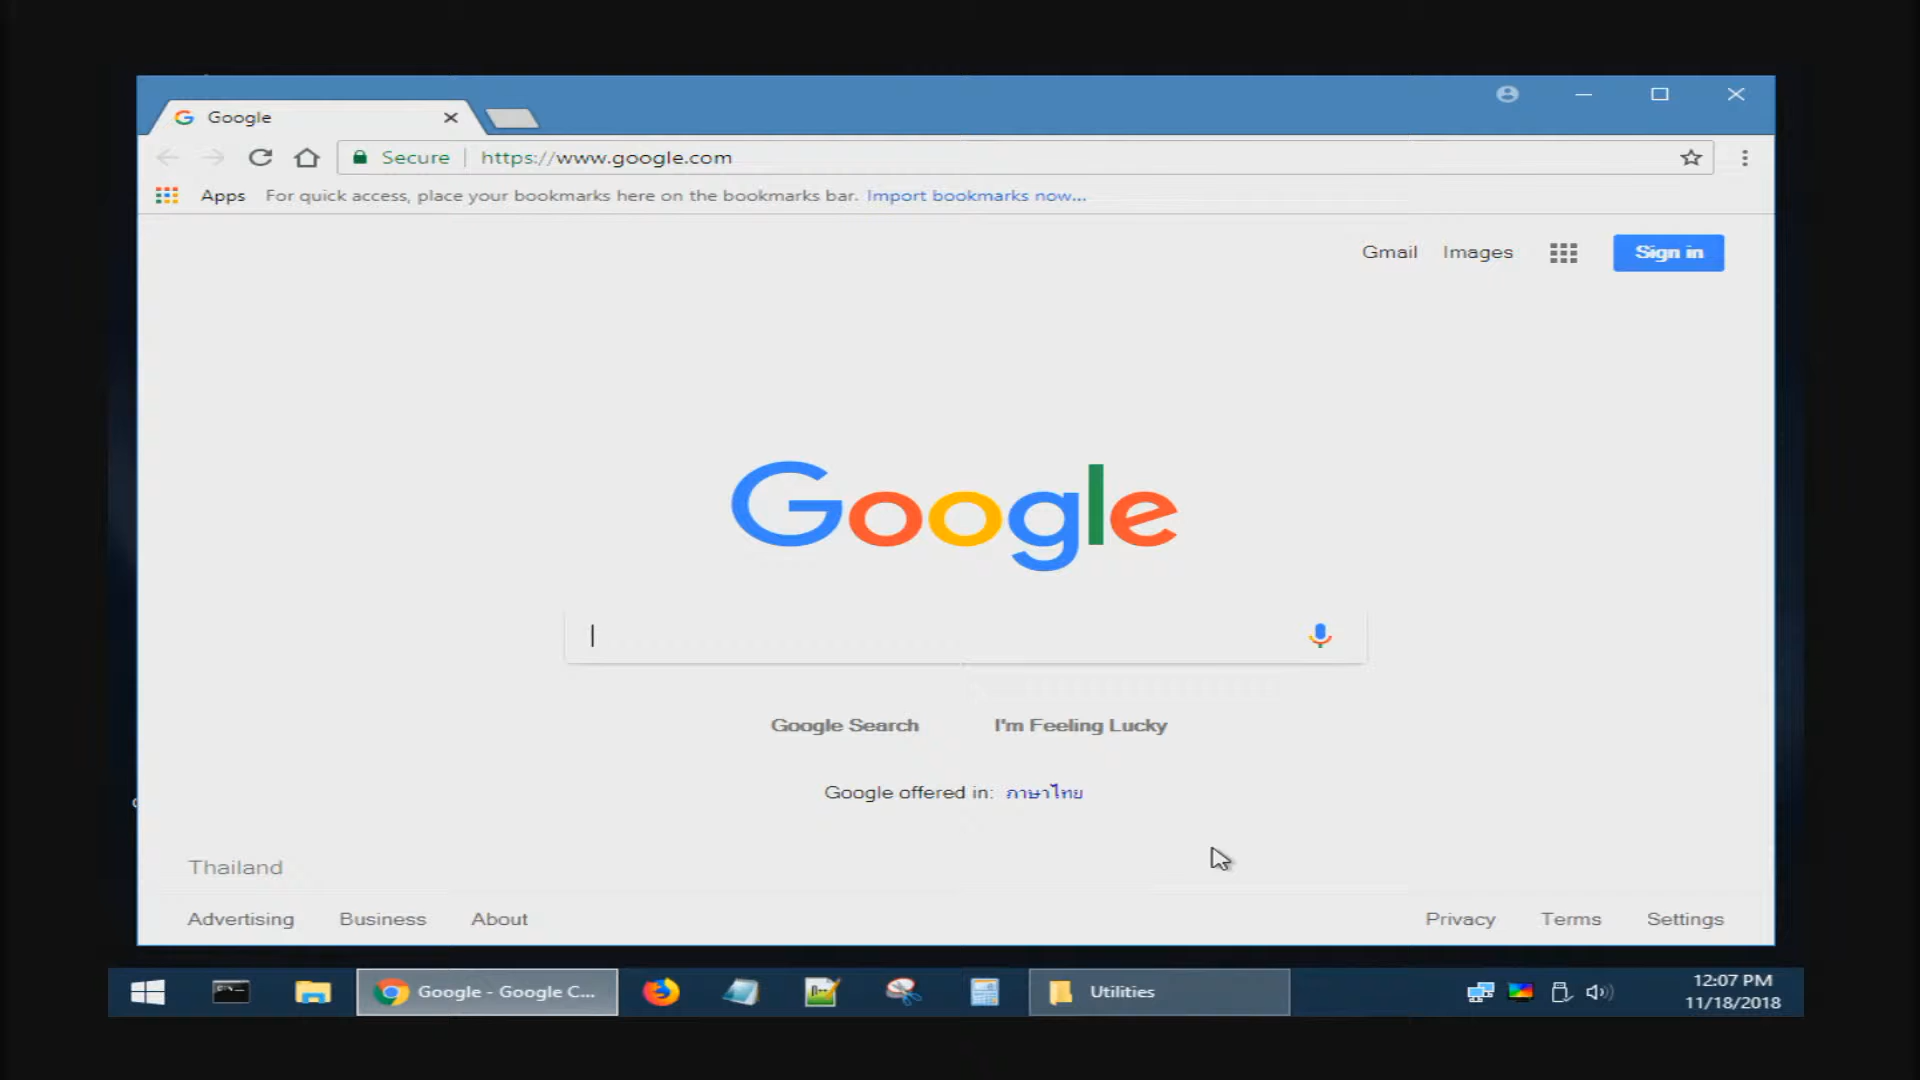 Google
Secure https://www.google.com
Apps For quick access, place your bookmarks here on the bookmarks bar. Import bookmarks now...
Gmail Images Sign in
Google
Google Search I'm Feeling Lucky
Google offered in: ภาษาไทย
Thailand
Advertising Business About Privacy Terms Settings
Google - Google C... Utilities
12:07 PM
11/18/2018